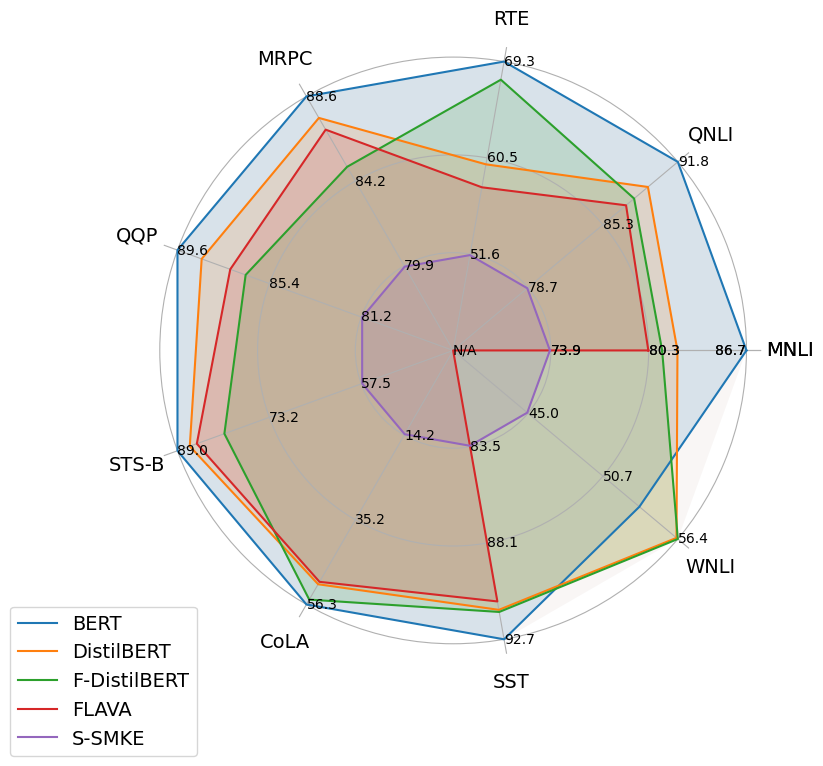 RTE
MRPC
69.3
88.6
QNLI
60.5
91.8
84.2
QQP
85.3
89.6
51.6
79.9
85.4
78.7
81.2
N/A
73.9
80.3
86.7
MNLI
57.5
45.0
73.2
14.2
83.5
89.0
STS-B
50.7
35.2
88.1
56.4
WNLI
56.3
CoLA
92.7
SST
BERT
DistilBERT
F-DistilBERT
FLAVA
S-SMKE